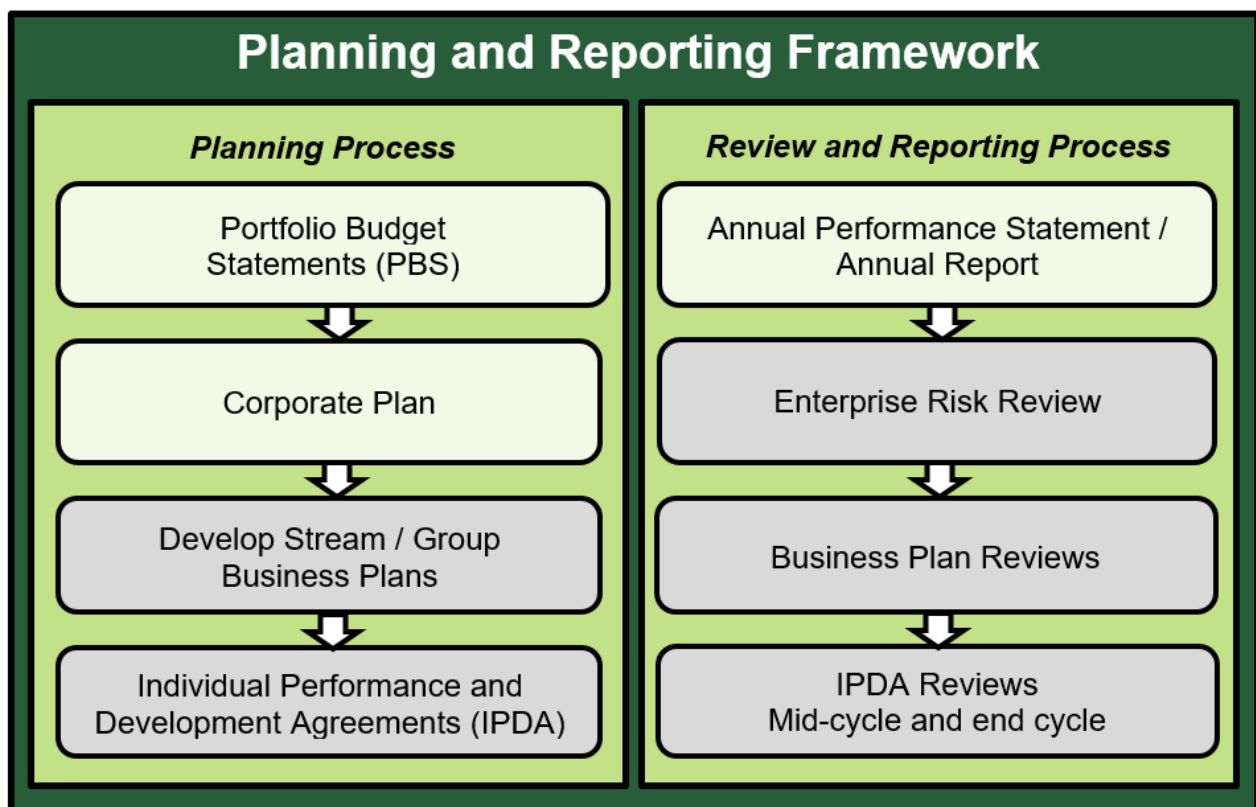 Planning and Reporting Framework
Planning Process
Portfolio Budget
Statements (PBS)
Corporate Plan
Develop Stream / Group
Business Plans
Individual Performance and
Development Agreements (IPDA)
Review and Reporting Process
Annual Performance Statement /
Annual Report
Enterprise Risk Review
Business Plan Reviews
IPDA Reviews
Mid-cycle and end cycle